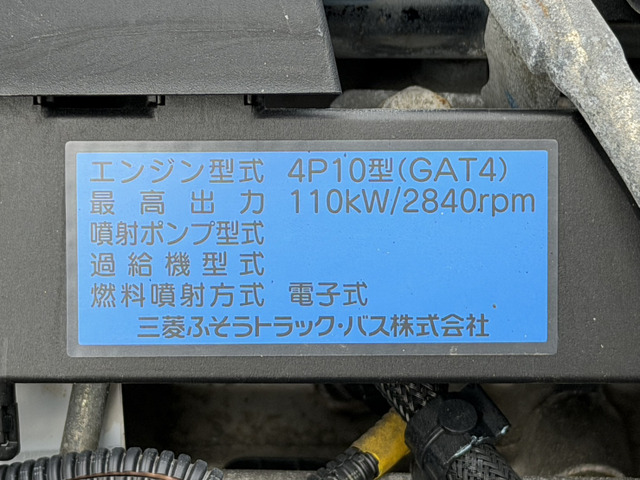 エンジン型式 4P10型(GAT4)
最高出力 110kW/2840rpm
噴射ポンプ型式
過給機型式
燃料噴射方式 電子式
三菱ふそうトラック・バス株式会社